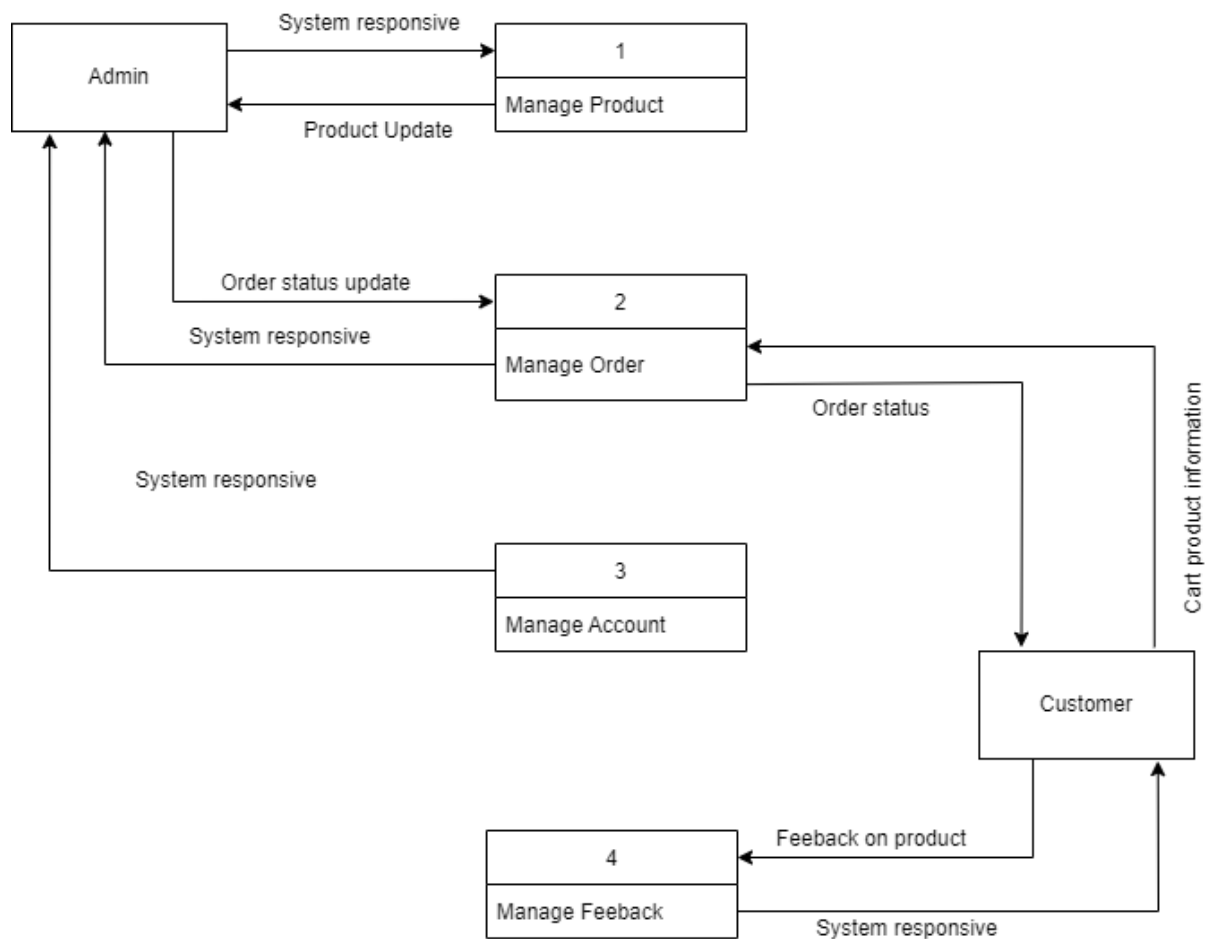 System responsive
1
Admin
Manage Product
Product Update
Order status update
2
System responsive
Manage Order
Order status
Cart product information
System responsive
3
Manage Account
Customer
Feeback on product
4
Manage Feeback
System responsive